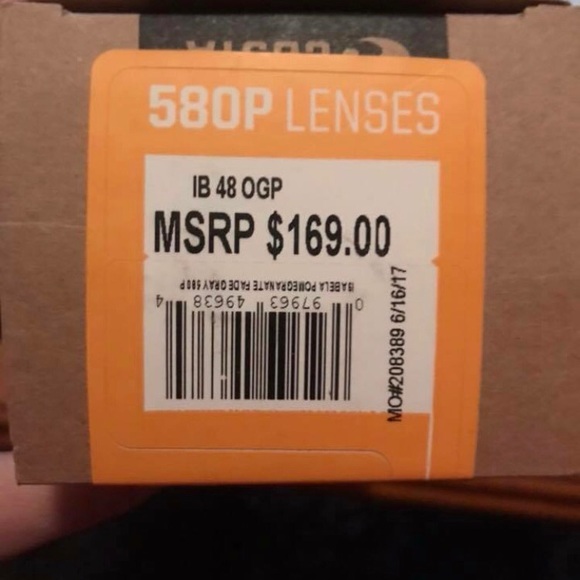 COSTA
580P LENSES
IB 48 OGP
MSRP $169.00
ISABELA POMEGRANATE FADE GRAY 580P
0 97963 49638 4
MO#208389 6/16/17